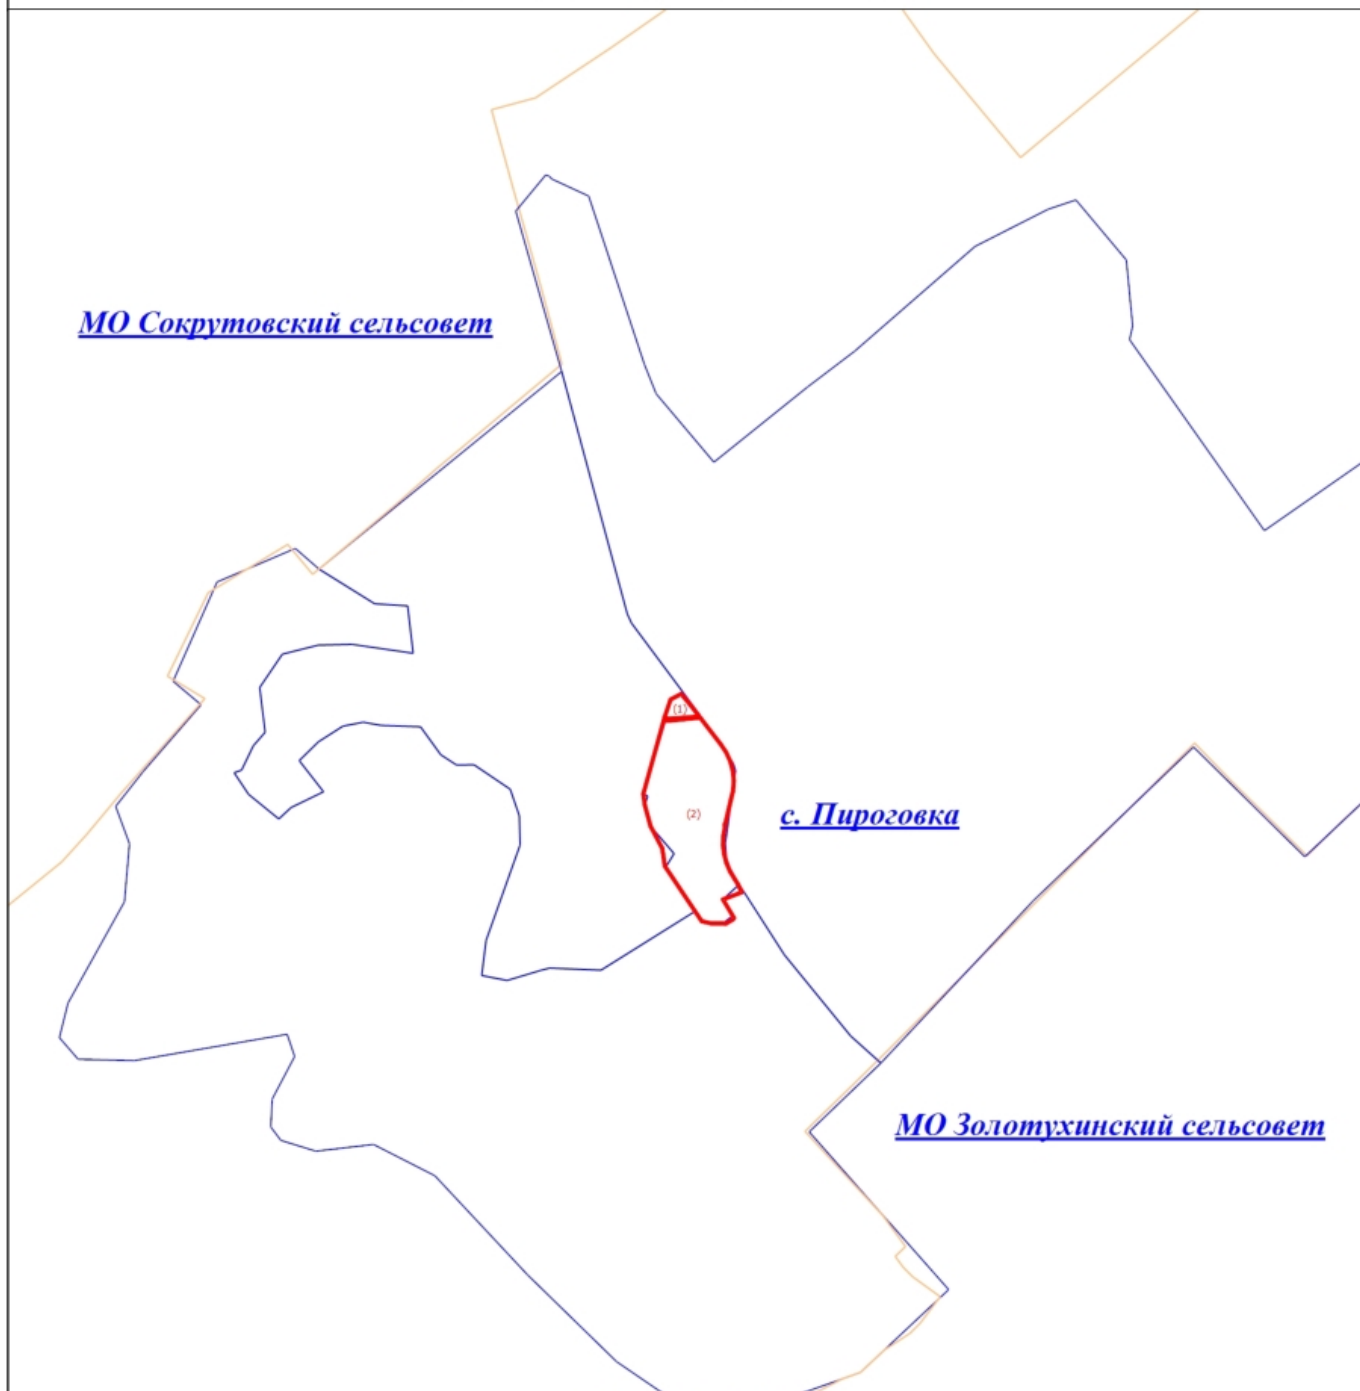 МО Сокрутовский сельсовет
(1)
(2)
с. Пироговка
МО Золотухинский сельсовет